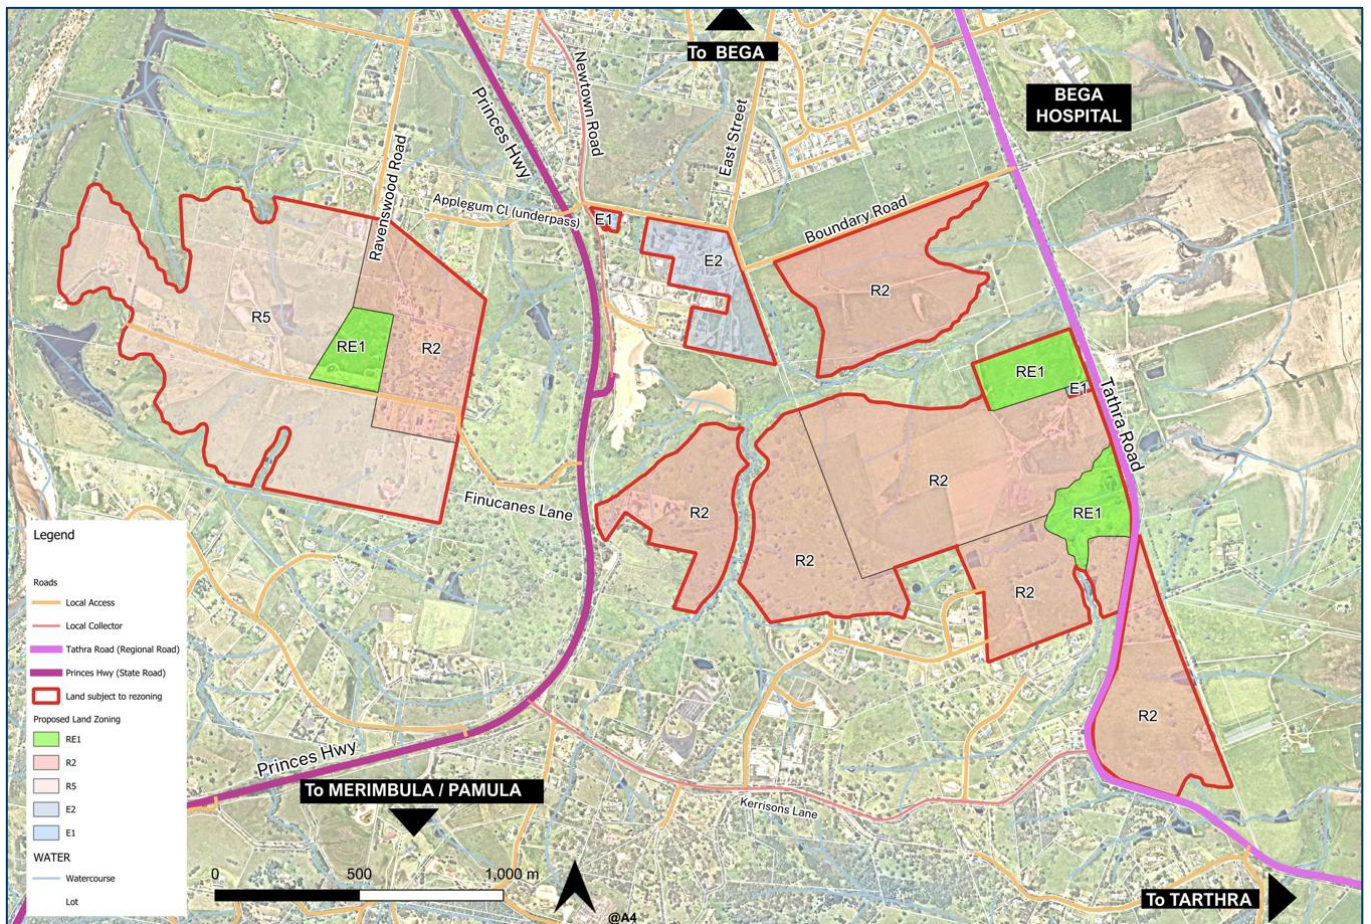 To BEGA
BEGA
HOSPITAL
Princes Hwy
Newtown Road
East Street
Ravenswood Road
Applegum Cl (underpass)
E1
E2
Boundary Road
R2
R5
RE1
R2
RE1
E1
Tathra Road
R2
R2
RE1
R2
R2
Finucanes Lane
R2
Princes Hwy
To MERIMBULA / PAMULA
Kerrisons Lane
To TARTHRA
Legend
Roads
Local Access
Local Collector
Tathra Road (Regional Road)
Princes Hwy (State Road)
Land subject to rezoning
Proposed Land Zoning
RE1
R2
R5
E2
E1
WATER
Watercourse
Lot
0 500 1,000 m
@A4